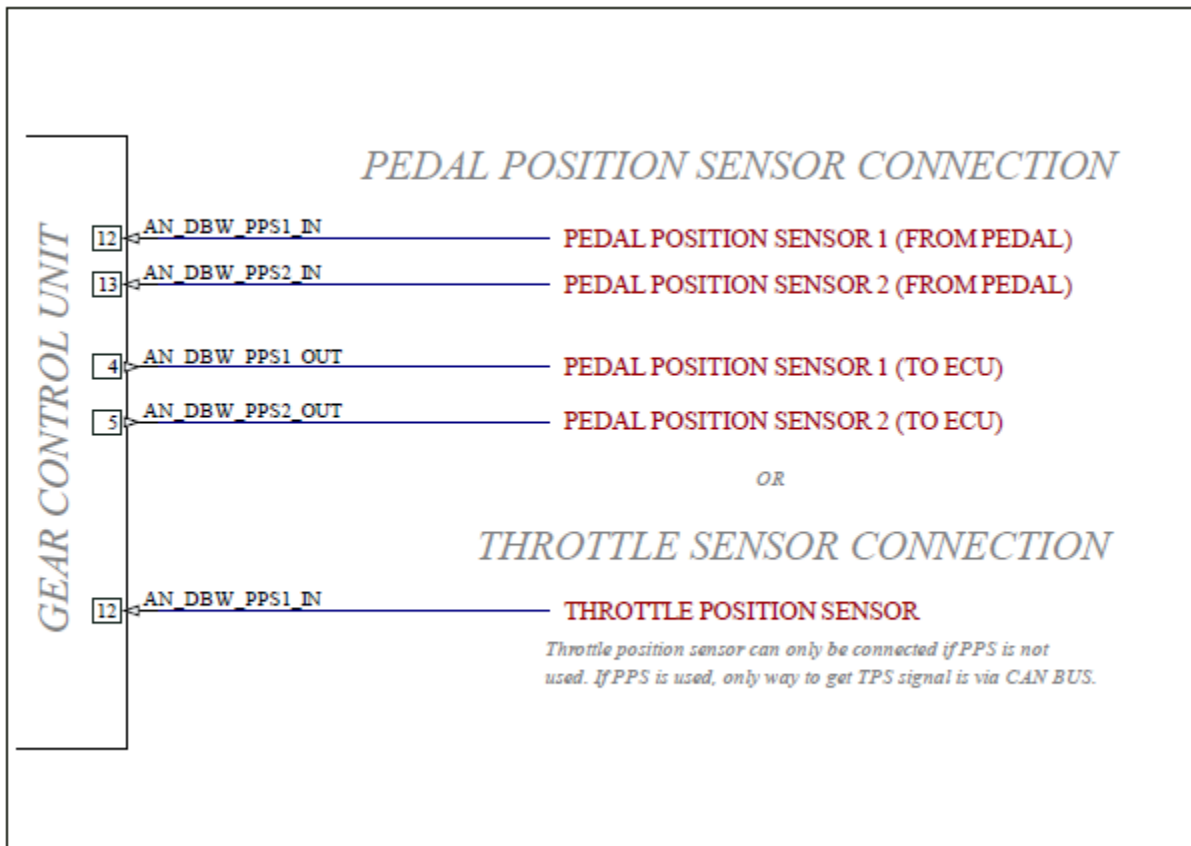 PEDAL POSITION SENSOR CONNECTION
GEAR CONTROL UNIT
12 AN_DBW_PPS1_IN PEDAL POSITION SENSOR 1 (FROM PEDAL)
13 AN_DBW_PPS2_IN PEDAL POSITION SENSOR 2 (FROM PEDAL)
4 AN_DBW_PPS1_OUT PEDAL POSITION SENSOR 1 (TO ECU)
5 AN_DBW_PPS2_OUT PEDAL POSITION SENSOR 2 (TO ECU)
OR
THROTTLE SENSOR CONNECTION
12 AN_DBW_PPS1_IN THROTTLE POSITION SENSOR
Throttle position sensor can only be connected if PPS is not
used. If PPS is used, only way to get TPS signal is via CAN BUS.